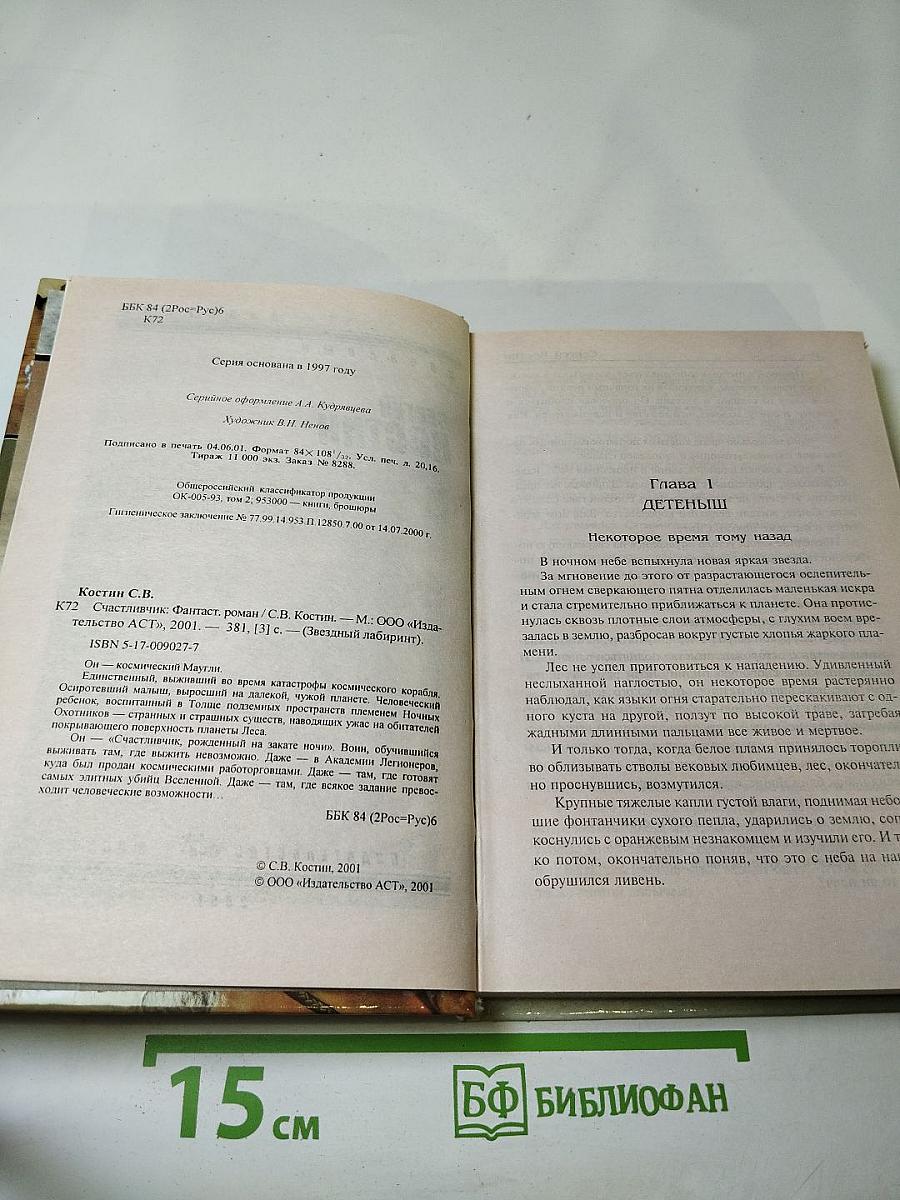 ББК 84 (2Рос=Рус)6
К72
Серия основана в 1997 году
Серийное оформление А.А. Кудрявцева
Художник В.Н. Ненов
Подписано в печать 04.06.01. Формат 84×108 1/32. Усл. печ. л. 20,16.
Тираж 11 000 экз. Заказ № 8288.
Общероссийский классификатор продукции
ОК-005-93, том 2; 953000 — книги, брошюры
Гигиеническое заключение № 77.99.14.953.П.12850.7.00 от 14.07.2000 г.
Костин С.В.
К72 Счастливчик: Фантаст. роман / С.В. Костин. — М.: ООО «Изда-
тельство АСТ», 2001. — 381, [3] с. — (Звездный лабиринт).
ISBN 5-17-009027-7
Он — космический Маугли.
Единственный, выживший во время катастрофы космического корабля.
Осиротевший малыш, выросший на далекой, чужой планете. Человеческий
ребенок, воспитанный в Толще подземных пространств племенем Ночных
Охотников — странных и страшных существ, наводящих ужас на обитателей
покрывающего поверхность планеты Леса.
Он — «Счастливчик, рожденный на закате ночи». Воин, обучившийся
выживать там, где выжить невозможно. Даже — в Академии Легионеров,
куда был продан космическими работорговцами. Даже — там, где готовят
самых элитных убийц Вселенной. Даже — там, где всякое задание превос-
ходит человеческие возможности...
ББК 84 (2Рос=Рус)6
© С.В. Костин, 2001
© ООО «Издательство АСТ», 2001
Глава 1
ДЕТЕНЫШ
Некоторое время тому назад
В ночном небе вспыхнула новая яркая звезда.
За мгновение до этого от разрастающегося ослепитель-
ным огнем сверкающего пятна отделилась маленькая искра
и стала стремительно приближаться к планете. Она протис-
нулась сквозь плотные слои атмосферы, с глухим воем вре-
залась в землю, разбросав вокруг густые хлопья жаркого пла-
мени.
Лес не успел приготовиться к нападению. Удивленный
неслыханной наглостью, он некоторое время растерянно
наблюдал, как языки огня старательно перескакивают с од-
ного куста на другой, ползут по высокой траве, загребая
жадными длинными пальцами все живое и мертвое.
И только тогда, когда белое пламя принялось торопли
во облизывать стволы вековых любимцев, лес, окончател
но проснувшись, возмутился.
Крупные тяжелые капли густой влаги, поднимая небо
шие фонтанчики сухого пепла, ударились о землю, соп
коснулись с оранжевым незнакомцем и изучили его. И т
ко потом, окончательно поняв, что это с неба на на
обрушился ливень.
15 см
БФ БИБЛИОФАН